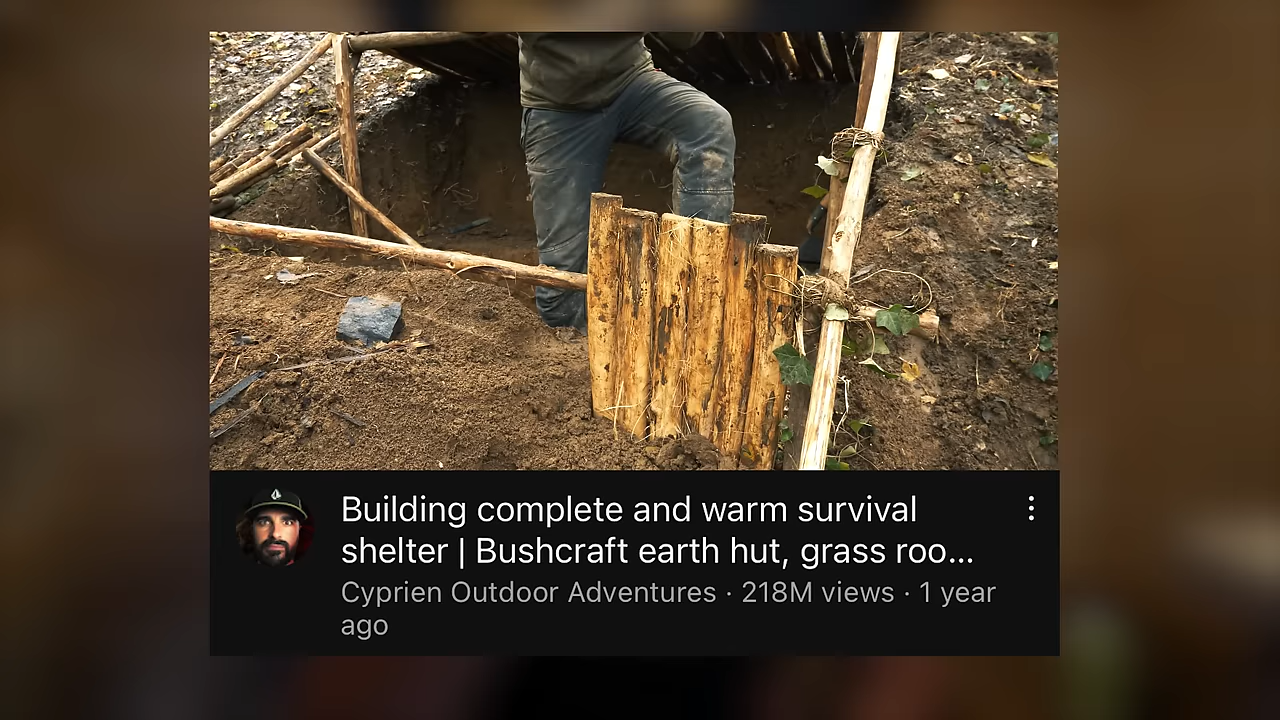 Building complete and warm survival
shelter | Bushcraft earth hut, grass roo...
Cyprien Outdoor Adventures · 218M views · 1 year
ago